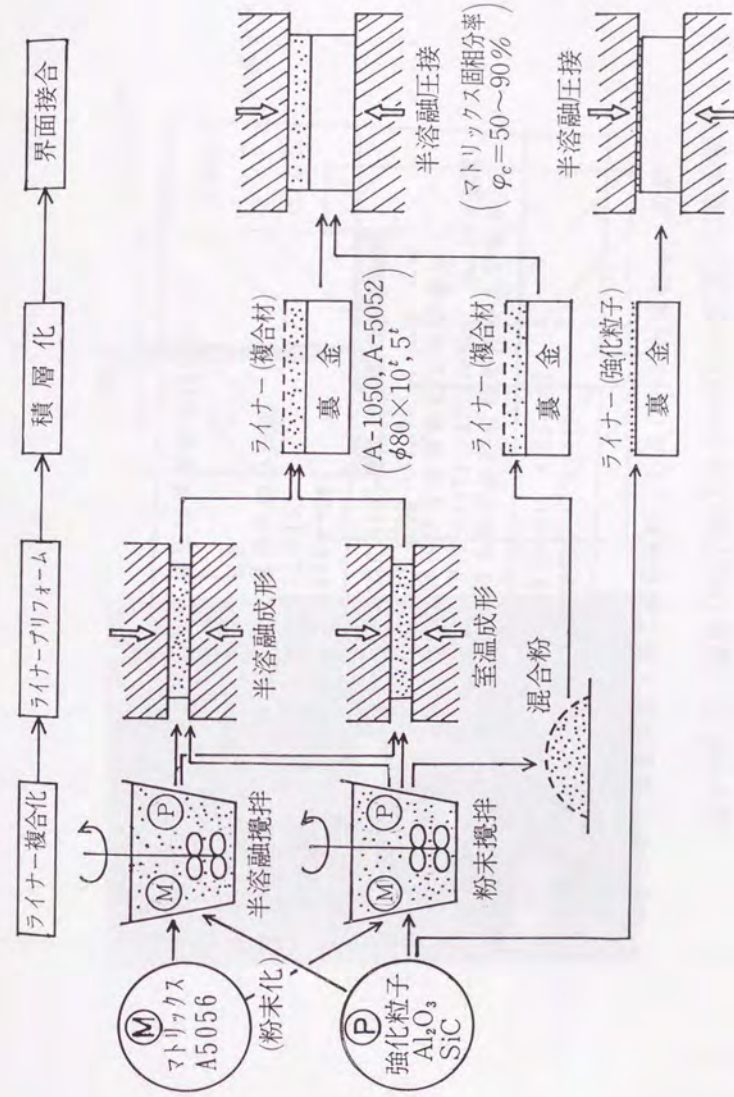 ライナー複合化
ライナープリフォーム
積層化
界面接合
Ⓜ
マトリックス
A5056
(粉末化)
Ⓟ
強化粒子
Al₂O₃
SiC
Ⓜ Ⓟ
半溶融攪拌
Ⓜ Ⓟ
粉末攪拌
半溶融成形
室温成形
混合粉
ライナー(複合材)
裏金
(A-1050, A-5052
φ80×10ᵗ, 5ᵗ)
ライナー(複合材)
裏金
ライナー(強化粒子)
裏金
半溶融圧接
(マトリックス固相分率
φc=50~90%)
半溶融圧接